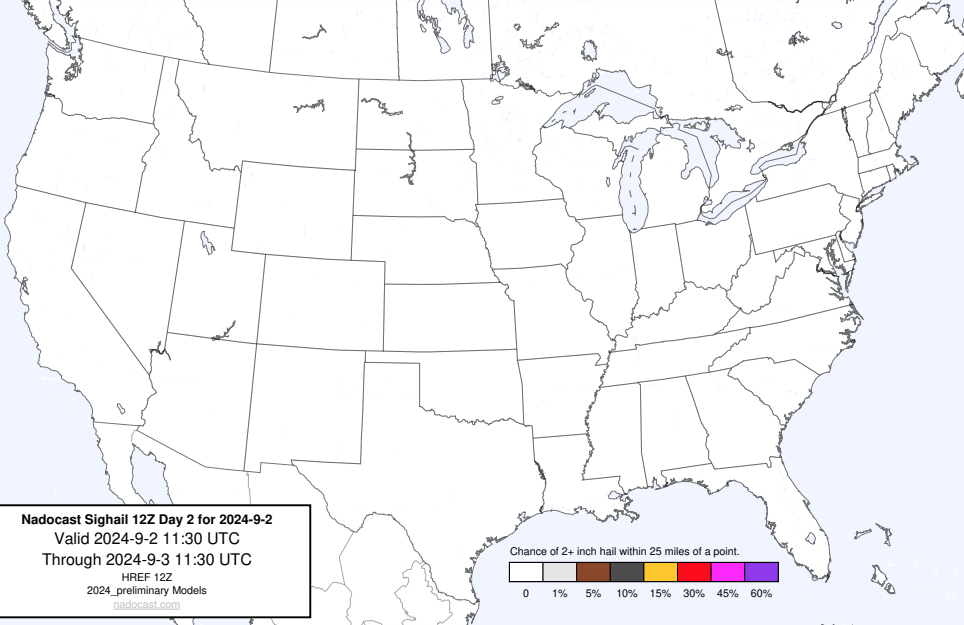 Nadocast Sighail 12Z Day 2 for 2024-9-2
Valid 2024-9-2 11:30 UTC
Through 2024-9-3 11:30 UTC
HREF 12Z
2024_preliminary Models
nadocast.com
Chance of 2+ inch hail within 25 miles of a point.
0 1% 5% 10% 15% 30% 45% 60%